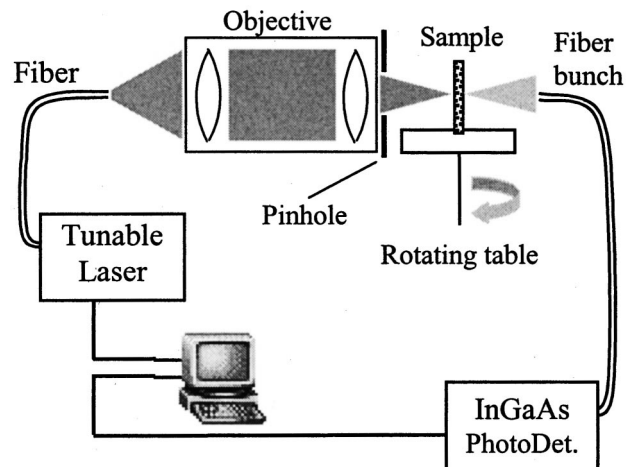 Objective
Fiber
Sample
Fiber
bunch
Pinhole
Rotating table
Tunable
Laser
InGaAs
PhotoDet.